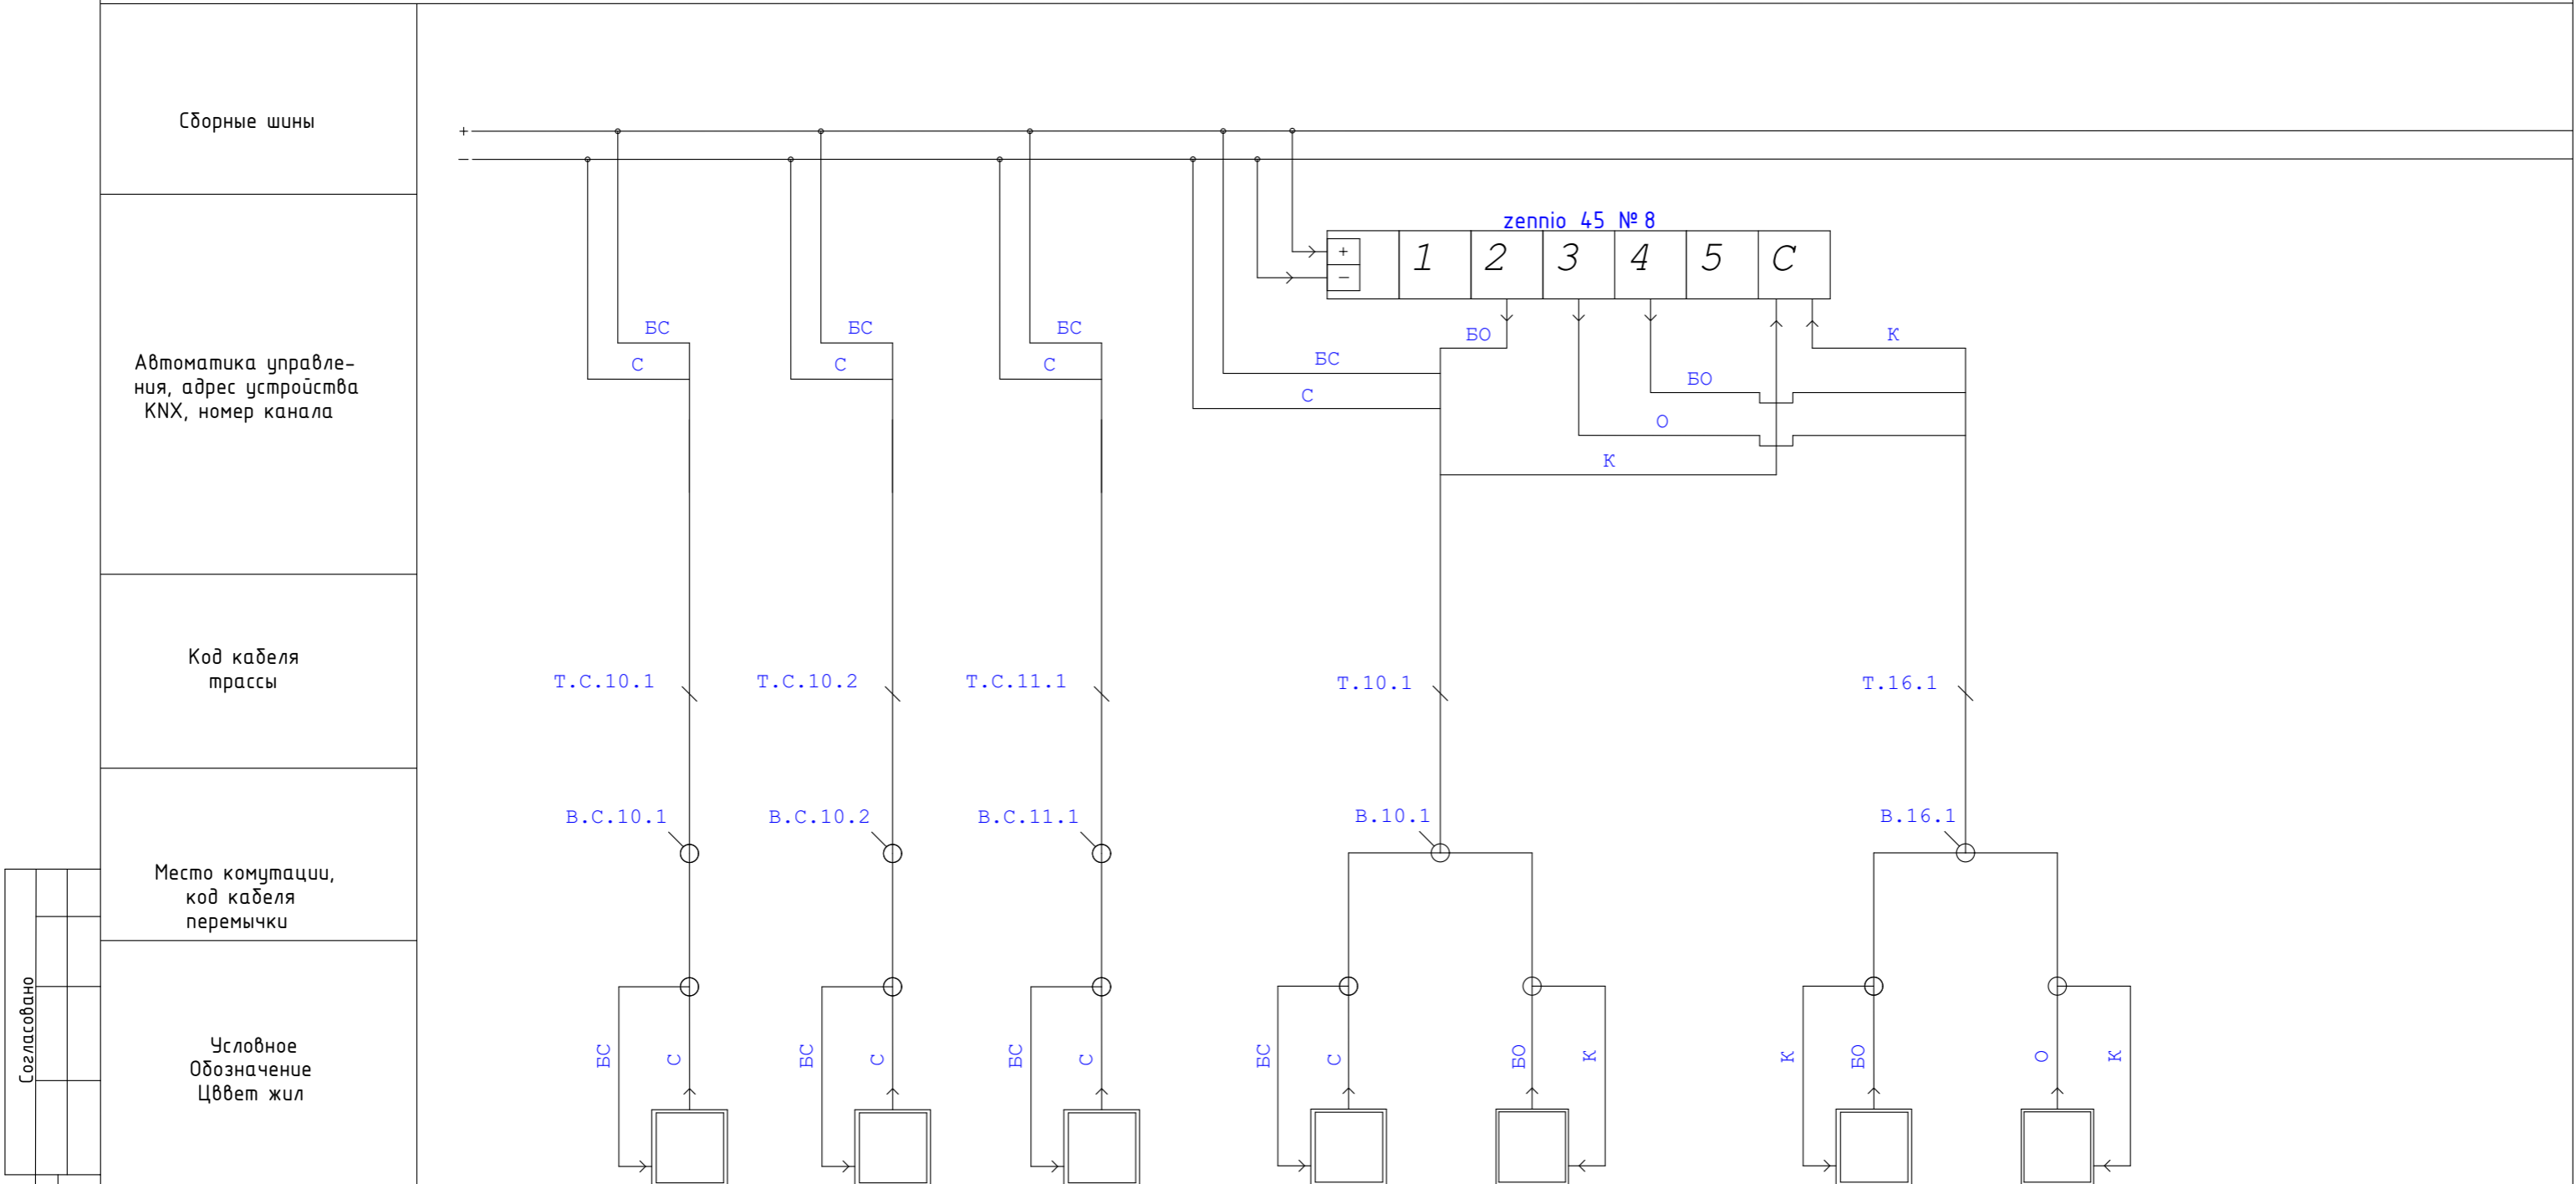 Сборные шины
+
−
zennio 45 № 8
+
−
1
2
3
4
5
С
Автоматика управле-
ния, адрес устройства
KNX, номер канала
БС
С
БС
С
БС
С
БС
С
БО
К
БО
О
К
Код кабеля
трассы
Т.С.10.1
Т.С.10.2
Т.С.11.1
Т.10.1
Т.16.1
Место комутации,
код кабеля
перемычки
В.С.10.1
В.С.10.2
В.С.11.1
В.10.1
В.16.1
Согласовано
Условное
Обозначение
Цввет жил
БС
С
БС
С
БС
С
БС
С
БО
К
К
БО
О
К